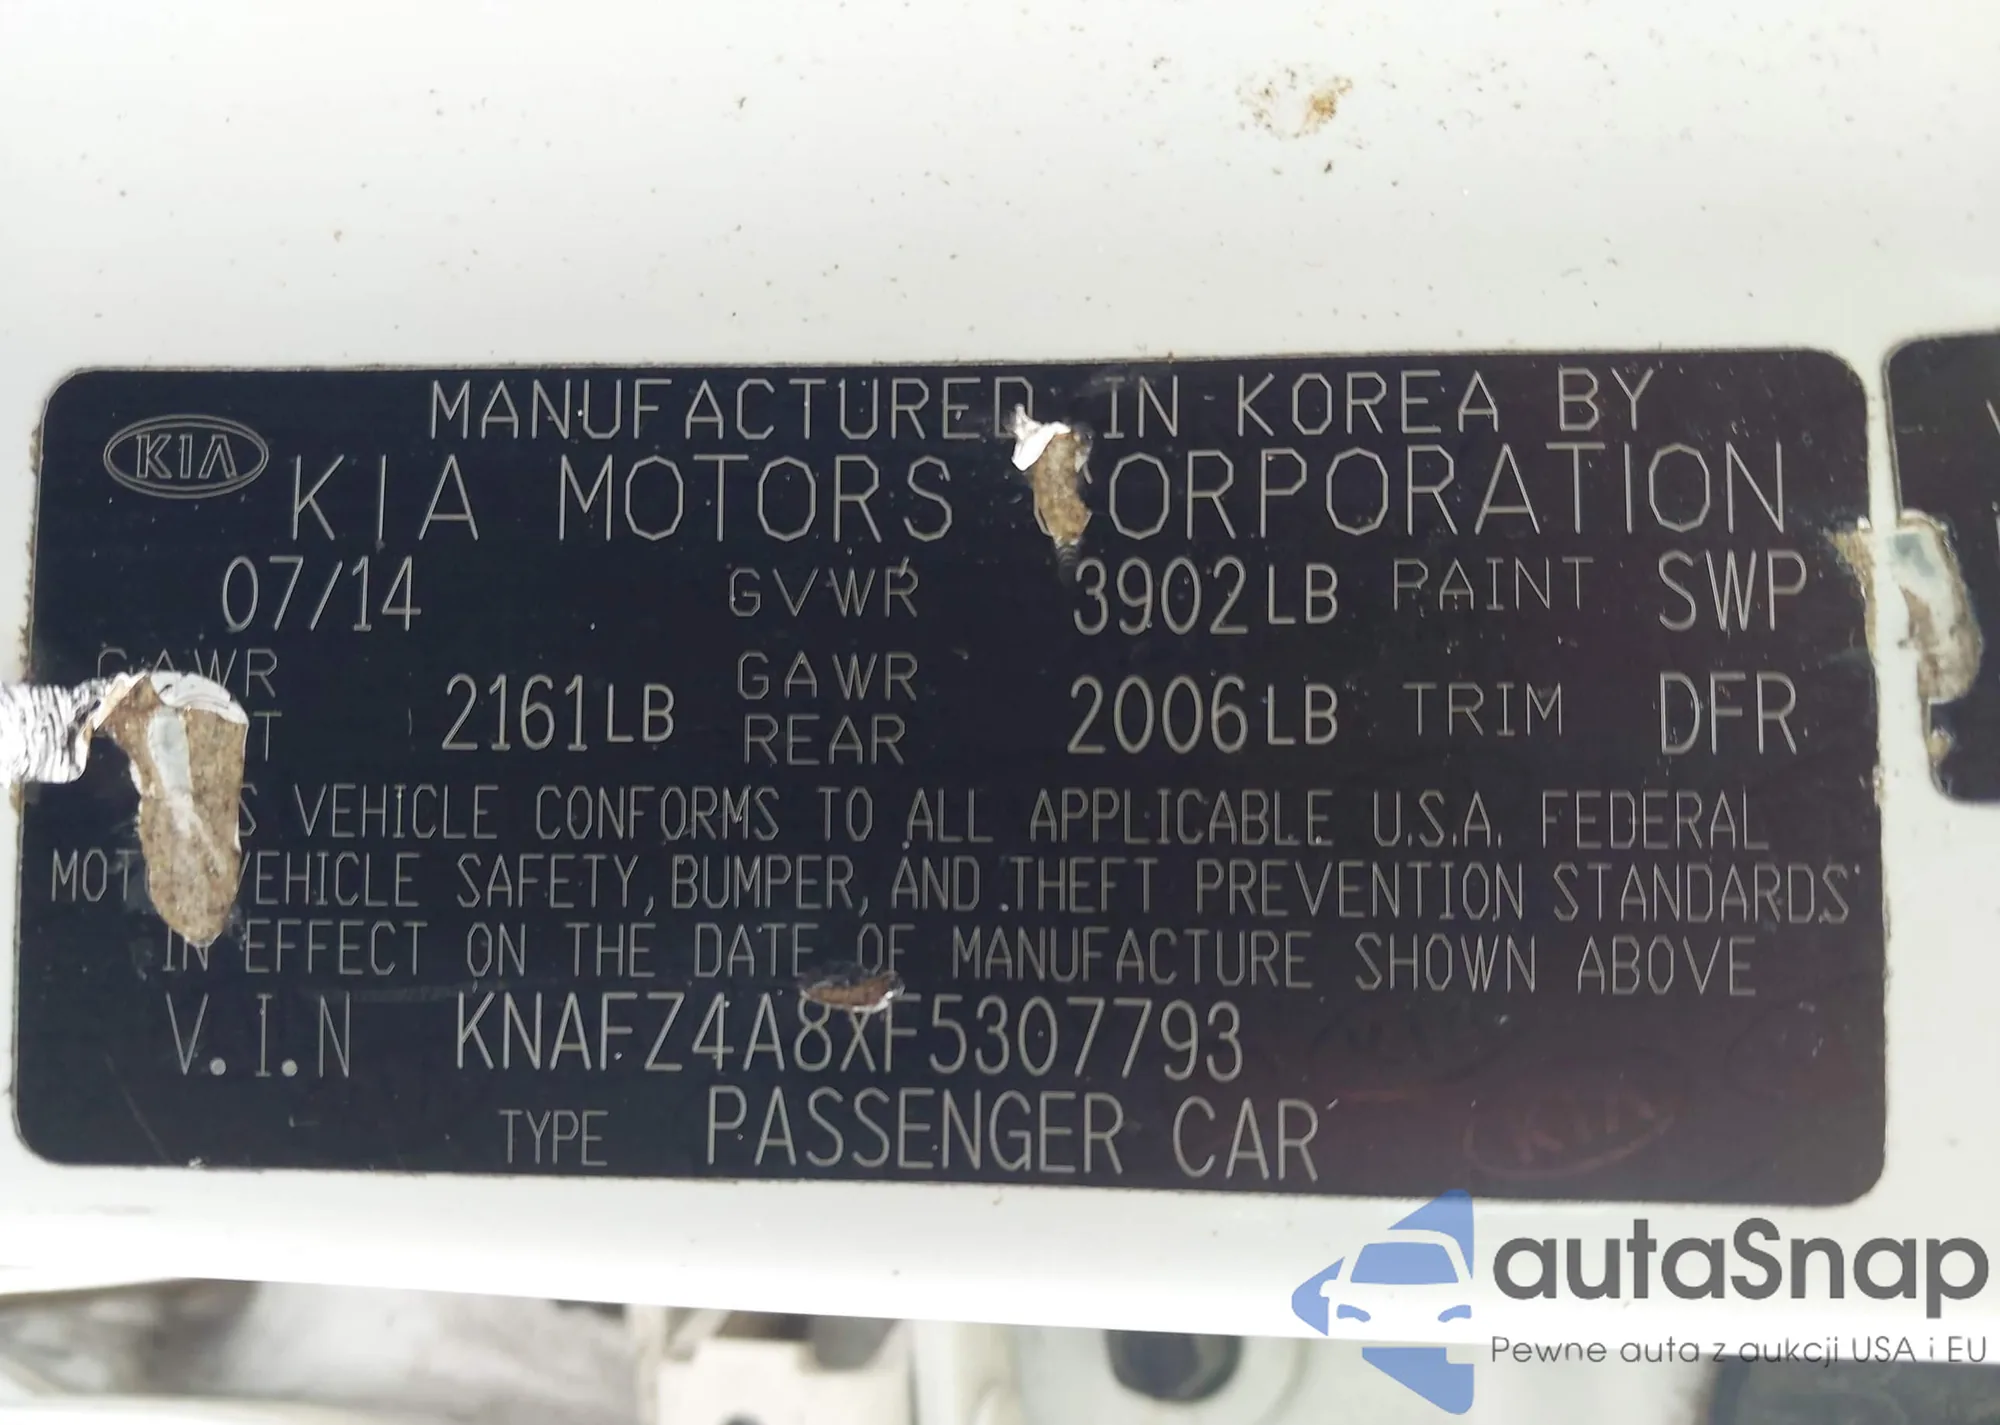 MANUFACTURED IN KOREA BY
KIA
KIA MOTORS CORPORATION
07/14 GVWR 3902LB PAINT SWP
GAWR 2161LB GAWR REAR 2006LB TRIM DFR
VEHICLE CONFORMS TO ALL APPLICABLE U.S.A. FEDERAL
VEHICLE SAFETY, BUMPER, AND THEFT PREVENTION STANDARDS
IN EFFECT ON THE DATE OF MANUFACTURE SHOWN ABOVE
V.I.N KNAFZ4A8XF5307793
TYPE PASSENGER CAR
KIA
autaSnap
Pewne auta z aukcji USA i EU